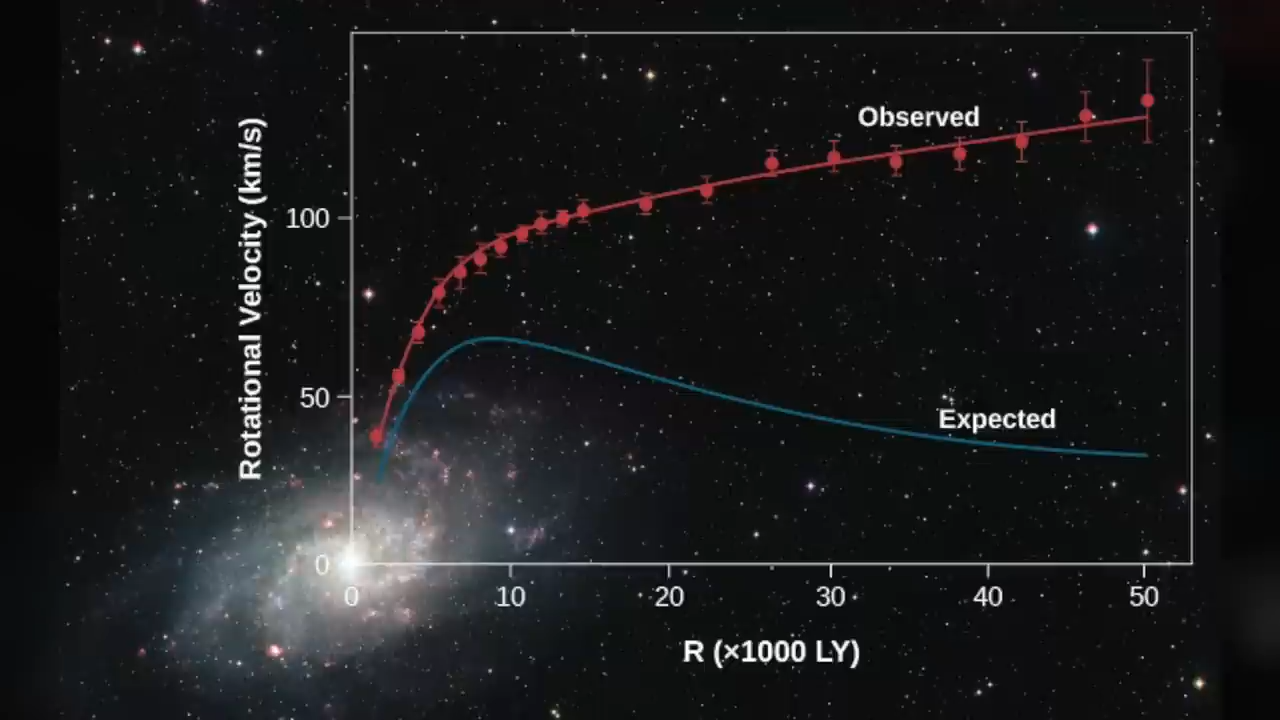 Observed
Rotational Velocity (km/s)
100
50
Expected
0
0
10
20
30
40
50
R (×1000 LY)